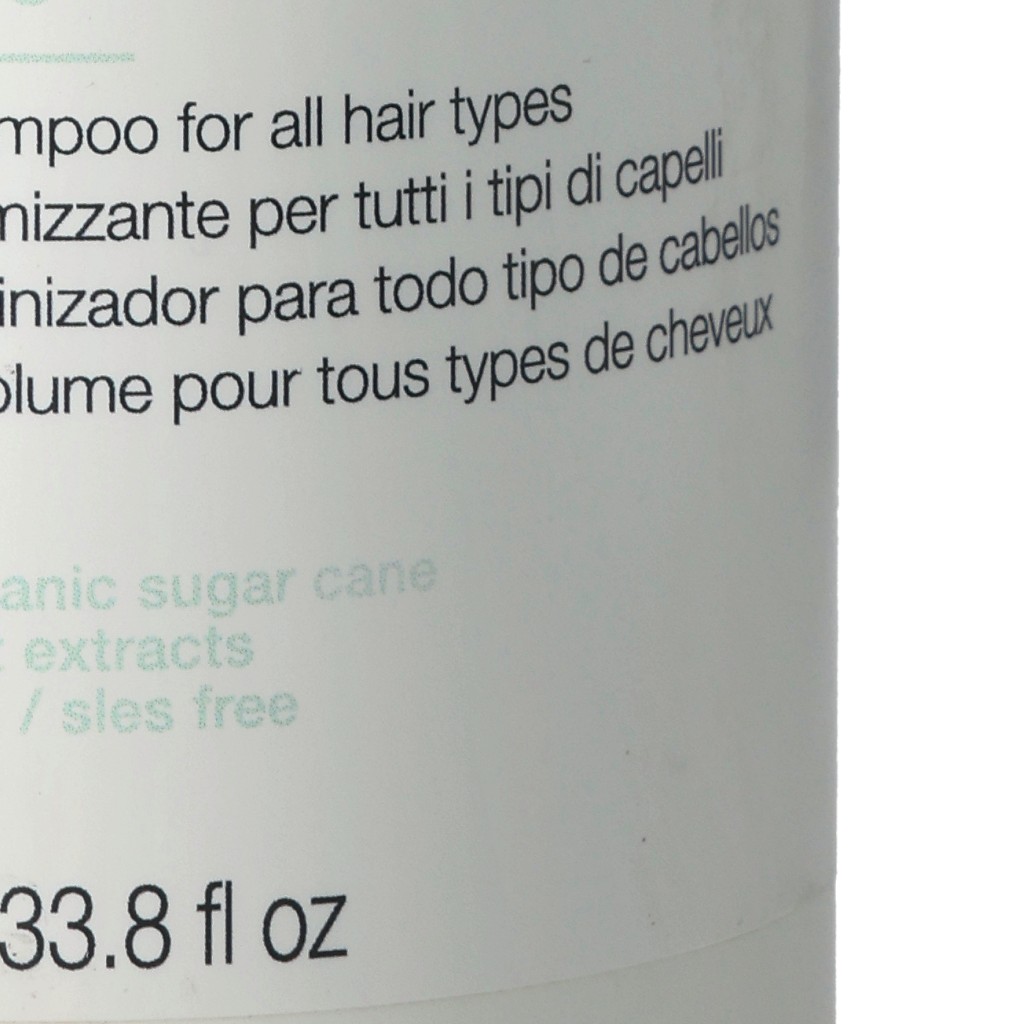 mpoo for all hair types
mizzante per tutti i tipi di capelli
inizador para todo tipo de cabellos
olume pour tous types de cheveux
anic sugar cane
extracts
/ sles free
33.8 fl oz